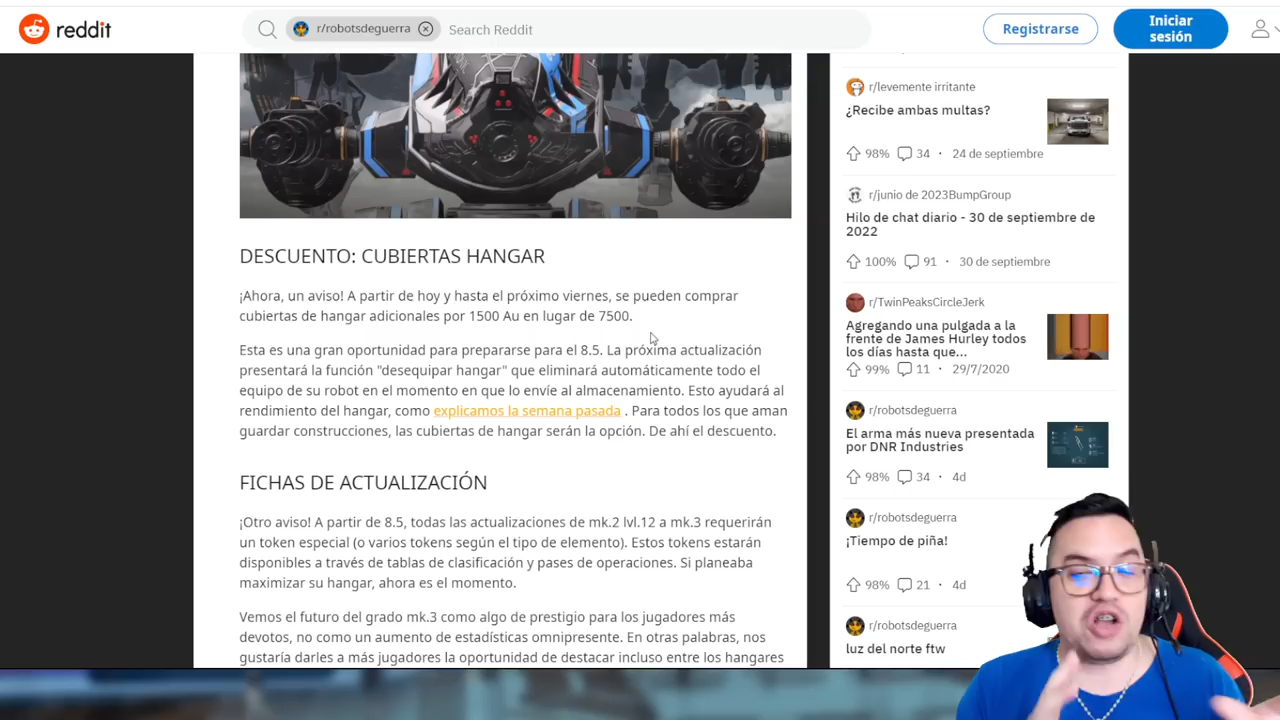 reddit
r/robotsdeguerra
Search Reddit
Registrarse
Iniciar
sesión
DESCUENTO: CUBIERTAS HANGAR
¡Ahora, un aviso! A partir de hoy y hasta el próximo viernes, se pueden comprar
cubiertas de hangar adicionales por 1500 Au en lugar de 7500.
Esta es una gran oportunidad para prepararse para el 8.5. La próxima actualización
presentará la función "desequipar hangar" que eliminará automáticamente todo el
equipo de su robot en el momento en que lo envíe al almacenamiento. Esto ayudará al
rendimiento del hangar, como explicamos la semana pasada . Para todos los que aman
guardar construcciones, las cubiertas de hangar serán la opción. De ahí el descuento.
FICHAS DE ACTUALIZACIÓN
¡Otro aviso! A partir de 8.5, todas las actualizaciones de mk.2 lvl.12 a mk.3 requerirán
un token especial (o varios tokens según el tipo de elemento). Estos tokens estarán
disponibles a través de tablas de clasificación y pases de operaciones. Si planeaba
maximizar su hangar, ahora es el momento.
Vemos el futuro del grado mk.3 como algo de prestigio para los jugadores más
devotos, no como un aumento de estadísticas omnipresente. En otras palabras, nos
gustaría darles a más jugadores la oportunidad de destacar incluso entre los hangares
r/levemente irritante
¿Recibe ambas multas?
98% 34 · 24 de septiembre
r/junio de 2023BumpGroup
Hilo de chat diario - 30 de septiembre de
2022
100% 91 · 30 de septiembre
r/TwinPeaksCircleJerk
Agregando una pulgada a la
frente de James Hurley todos
los días hasta que...
99% 11 · 29/7/2020
r/robotsdeguerra
El arma más nueva presentada
por DNR Industries
98% 34 · 4d
r/robotsdeguerra
¡Tiempo de piña!
98% 21 · 4d
r/robotsdeguerra
luz del norte ftw